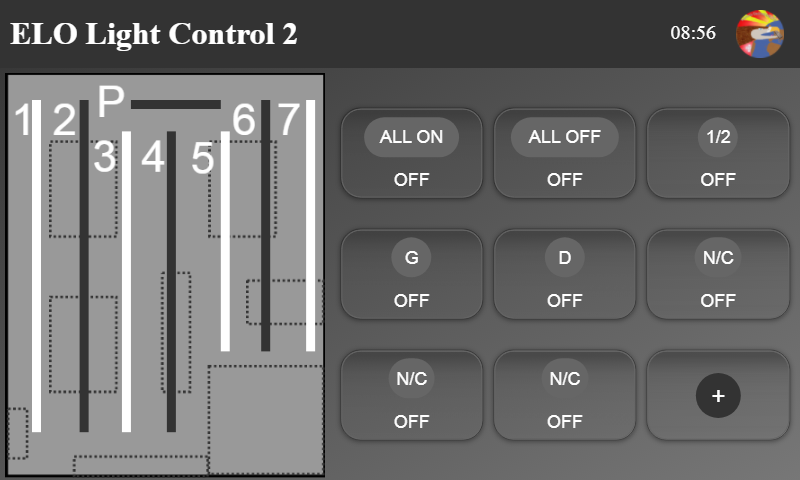 ELO Light Control 2
08:56
1 2 P 6 7
3 4 5
ALL ON
OFF
ALL OFF
OFF
1/2
OFF
G
OFF
D
OFF
N/C
OFF
N/C
OFF
N/C
OFF
+